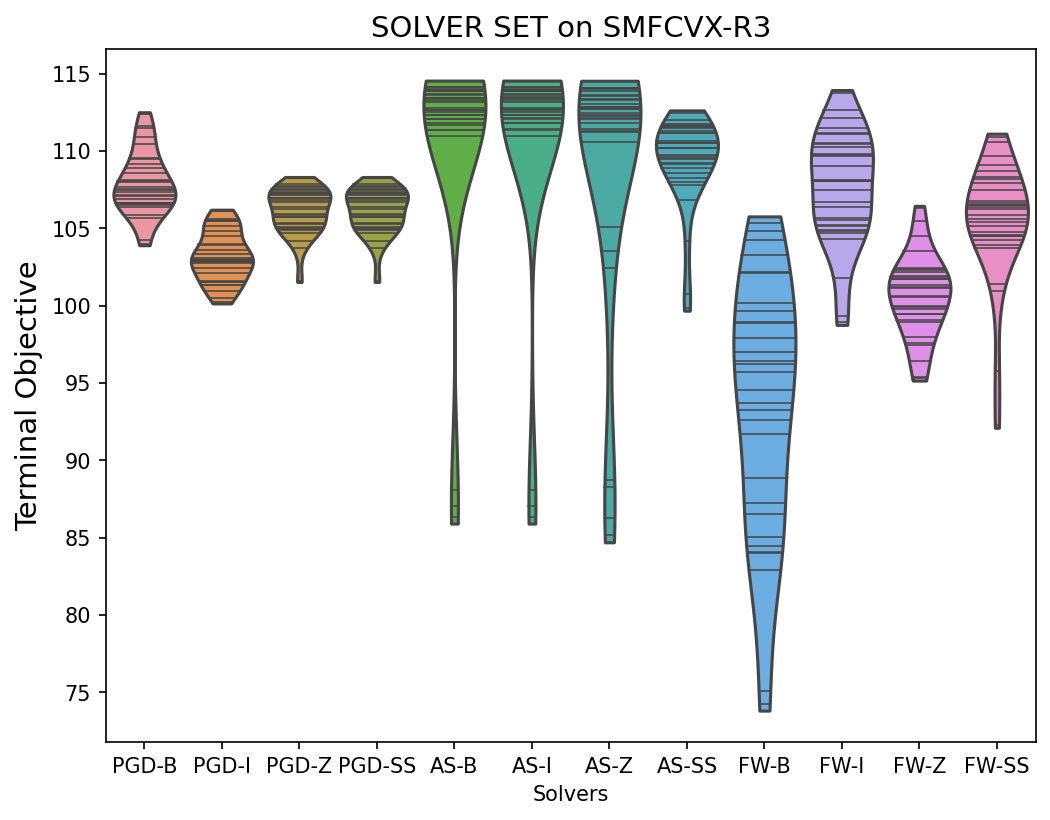 SOLVER SET on SMFCVX-R3
Terminal Objective
115
110
105
100
95
90
85
80
75
PGD-B PGD-I PGD-Z PGD-SS AS-B AS-I AS-Z AS-SS FW-B FW-I FW-Z FW-SS
Solvers